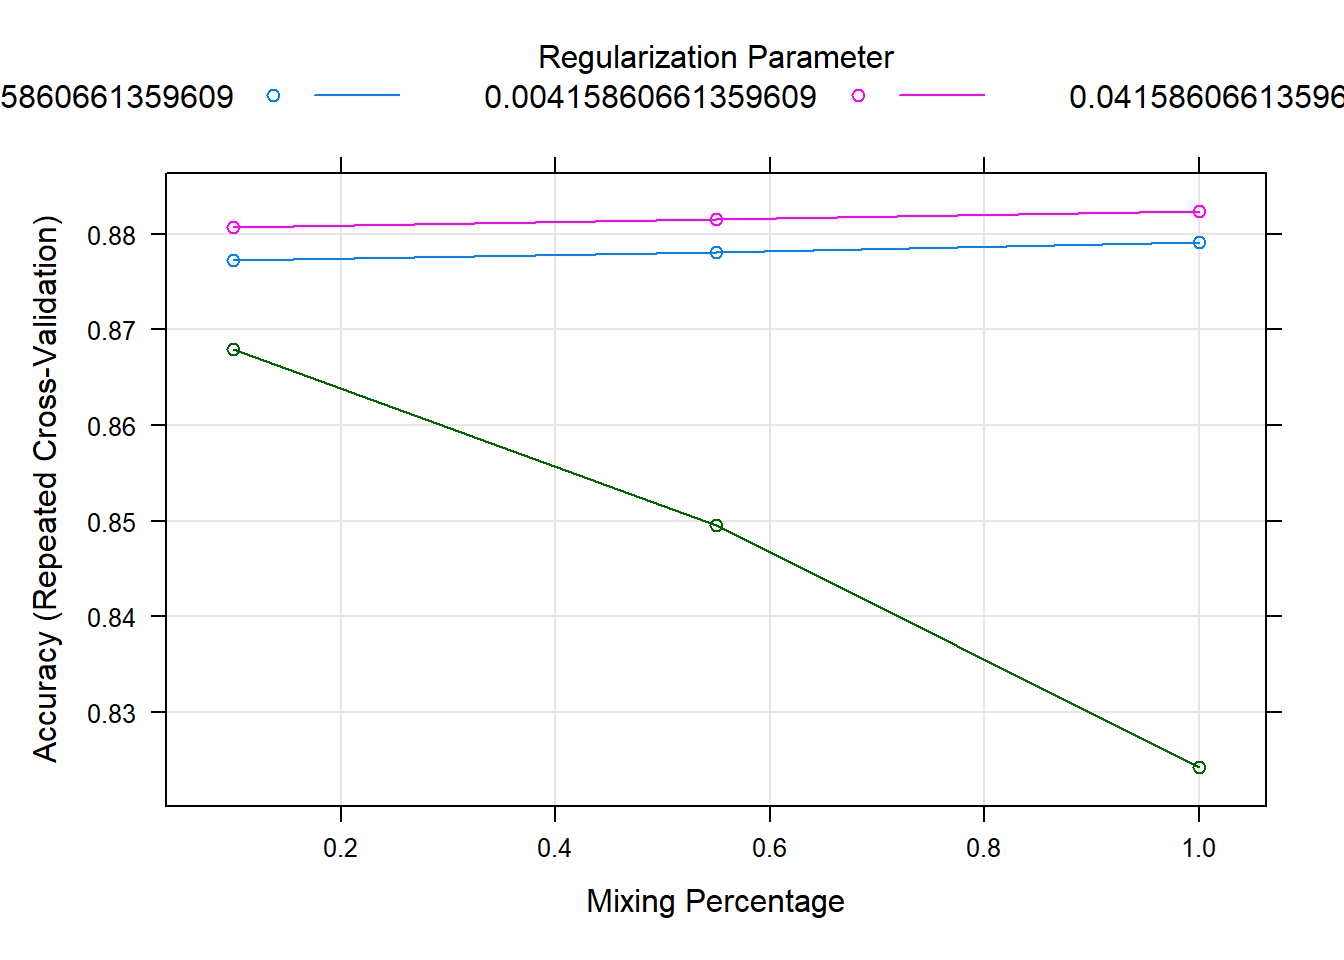 Regularization Parameter
5860661359609 0.00415860661359609 0.04158606613596
0.88
0.87
0.86
0.85
0.84
0.83
Accuracy (Repeated Cross-Validation)
0.2 0.4 0.6 0.8 1.0
Mixing Percentage